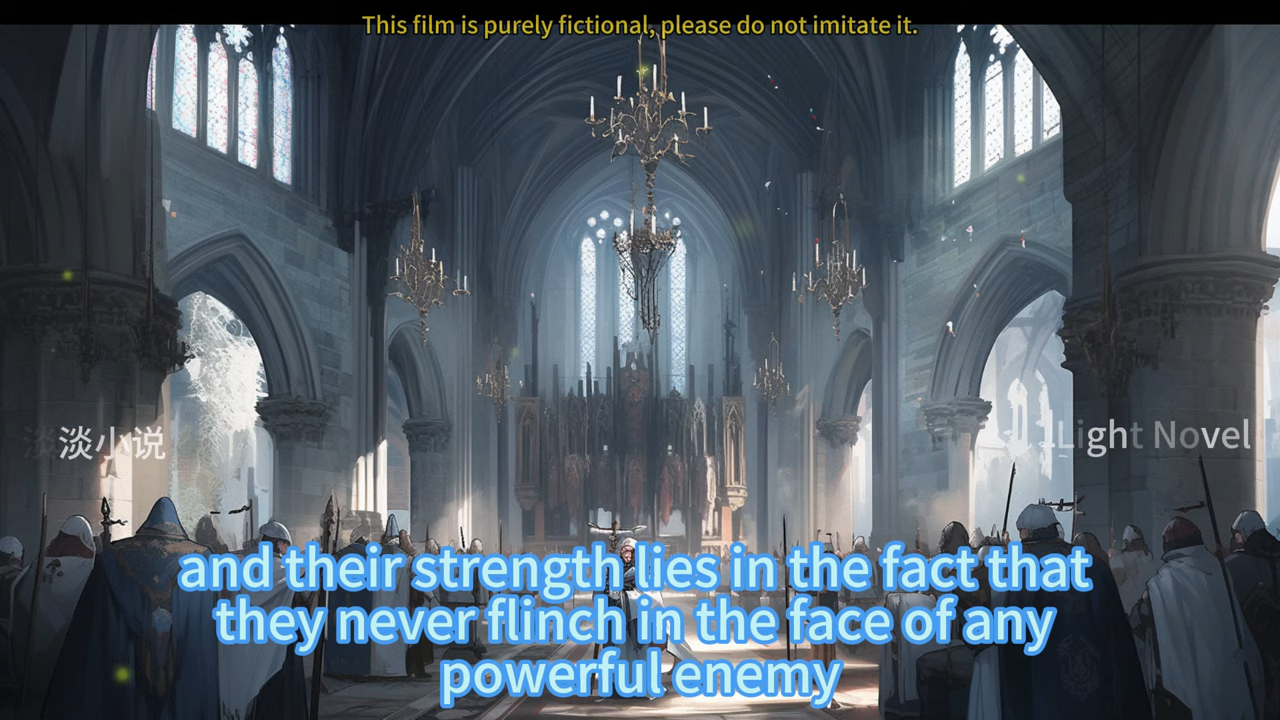 This film is purely fictional, please do not imitate it.
淡淡小说
Light Novel
and their strength lies in the fact that
they never flinch in the face of any
powerful enemy